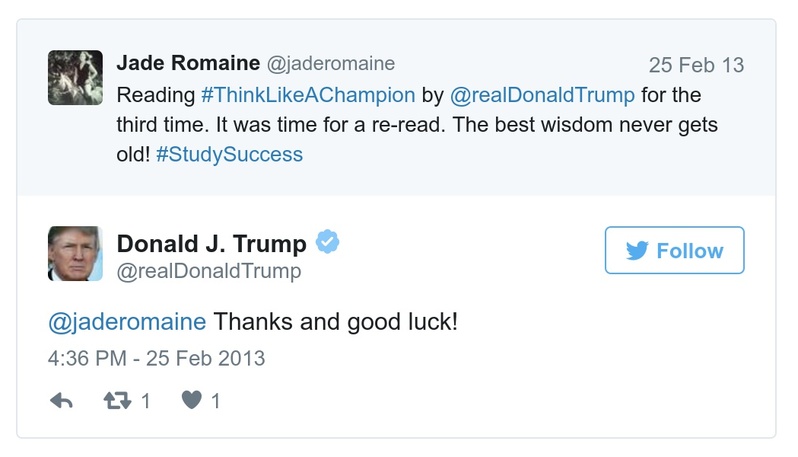 Jade Romaine @jaderomaine 25 Feb 13
Reading #ThinkLikeAChampion by @realDonaldTrump for the
third time. It was time for a re-read. The best wisdom never gets
old! #StudySuccess
Donald J. Trump
@realDonaldTrump
Follow
@jaderomaine Thanks and good luck!
4:36 PM - 25 Feb 2013
1 1